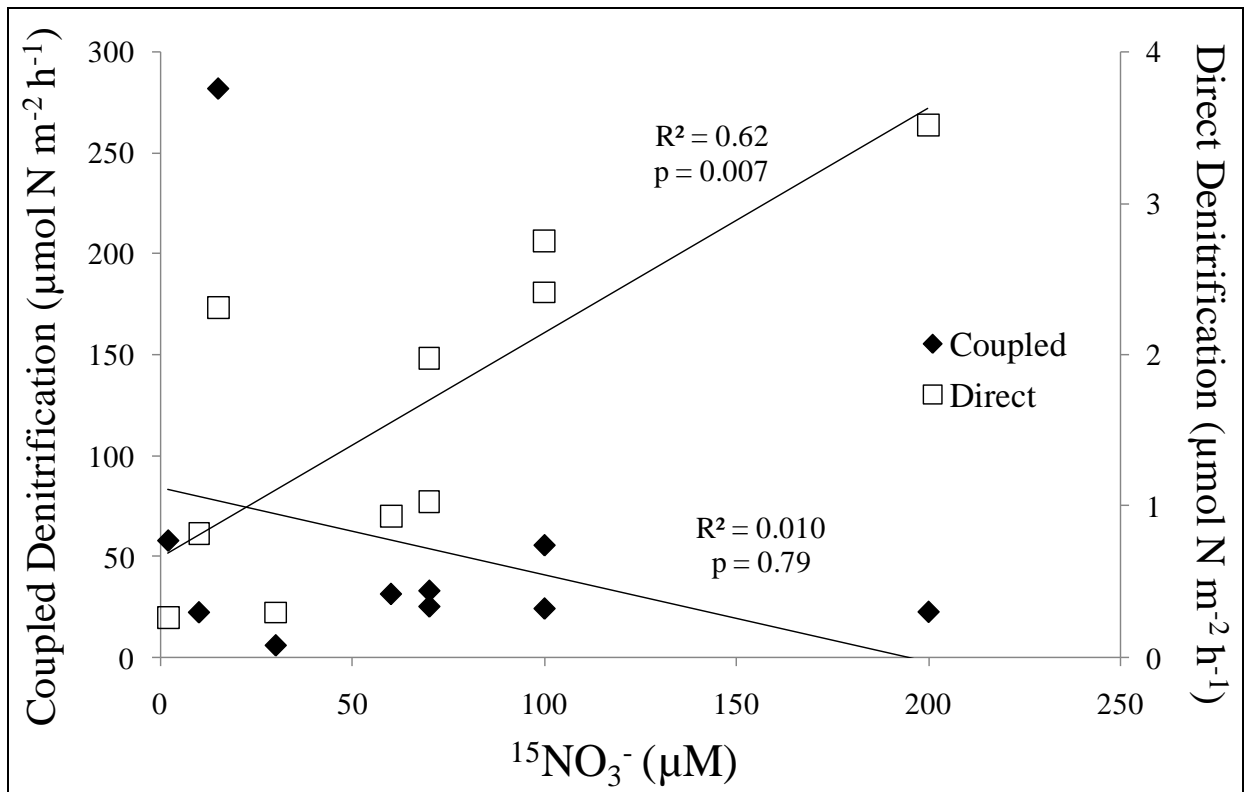 Coupled Denitrification (μmol N m⁻² h⁻¹)
300
250
200
150
100
50
0
R² = 0.62
p = 0.007
R² = 0.010
p = 0.79
Coupled
Direct
4
3
2
1
0
Direct Denitrification (μmol N m⁻² h⁻¹)
0 50 100 150 200 250
¹⁵NO₃⁻ (μM)